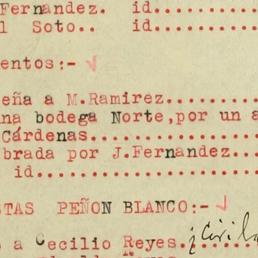 Fernandez. id.....
l Soto.. id.....
entos:- ✓
eña a M.Ramirez..........
na bodega Norte,por un a
Cárdenas................
brada por J.Fernandez...
id.....................
STAS PEÑON BLANCO:- ✓
a Cecilio Reyes.......